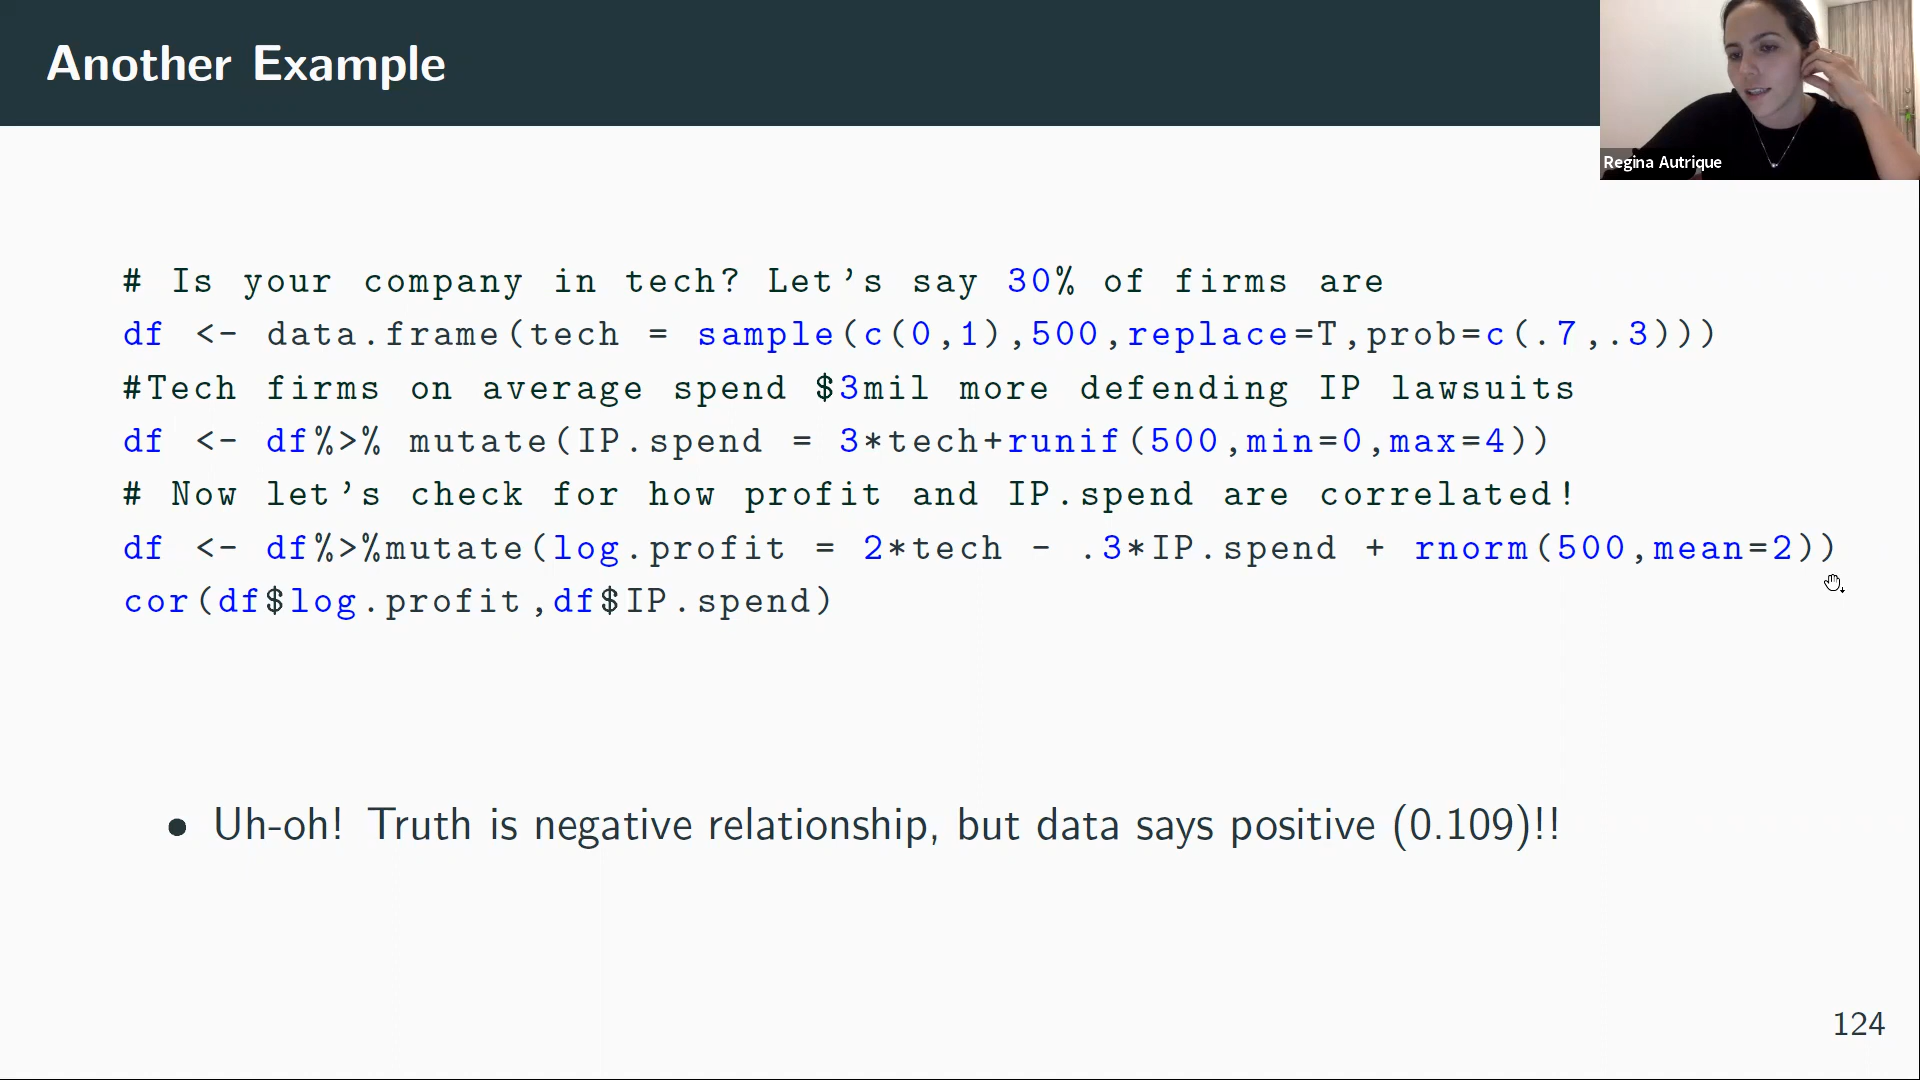 Another Example
Regina Autrique
# Is your company in tech? Let's say 30% of firms are
df <- data.frame(tech = sample(c(0,1),500,replace=T,prob=c(.7,.3)))
#Tech firms on average spend $3mil more defending IP lawsuits
df <- df%>% mutate(IP.spend = 3*tech+runif(500,min=0,max=4))
# Now let's check for how profit and IP.spend are correlated!
df <- df%>%mutate(log.profit = 2*tech - .3*IP.spend + rnorm(500,mean=2))
cor(df$log.profit,df$IP.spend)
• Uh-oh! Truth is negative relationship, but data says positive (0.109)!!
124